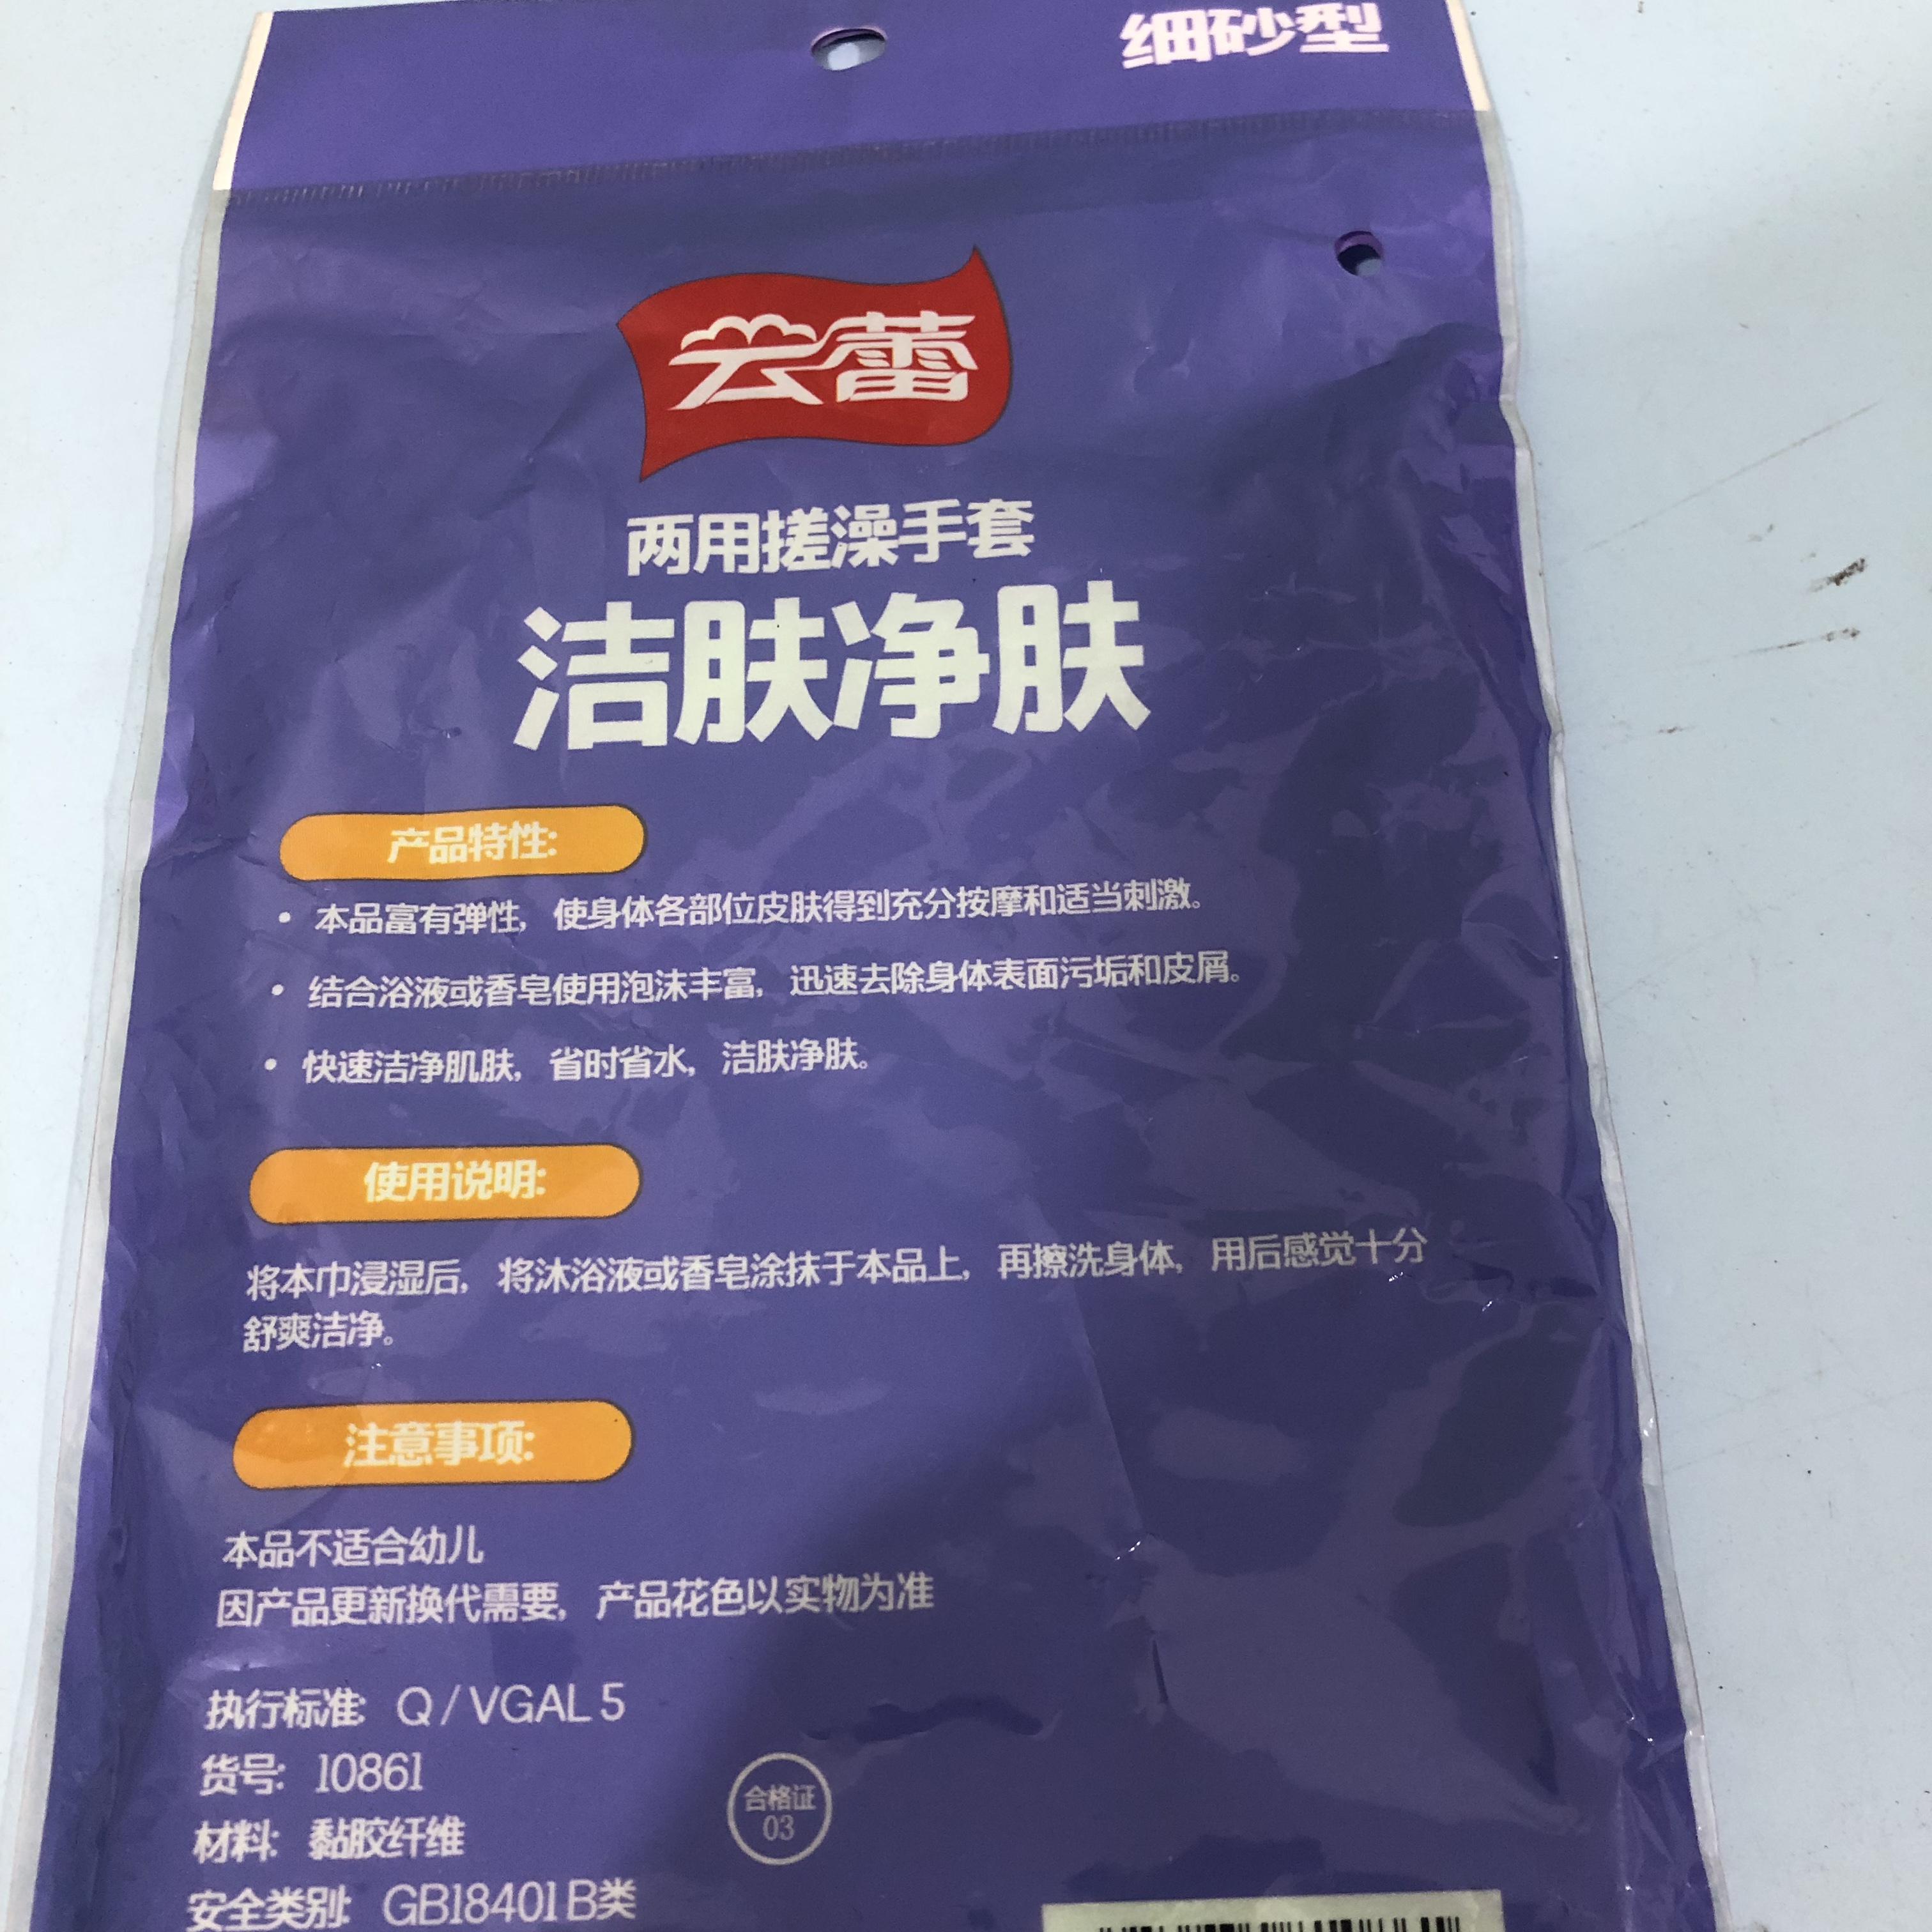 细砂型
云蕾
两用搓澡手套
洁肤净肤
产品特性:
• 本品富有弹性，使身体各部位皮肤得到充分按摩和适当刺激。
• 结合浴液或香皂使用泡沫丰富，迅速去除身体表面污垢和皮屑。
• 快速洁净肌肤，省时省水，洁肤净肤。
使用说明:
将本巾浸湿后，将沐浴液或香皂涂抹于本品上，再擦洗身体，用后感觉十分
舒爽洁净。
注意事项:
本品不适合幼儿
因产品更新换代需要，产品花色以实物为准
执行标准: Q/VGAL 5
货号: 10861
材料: 黏胶纤维
安全类别: GB18401 B类
合格证
03